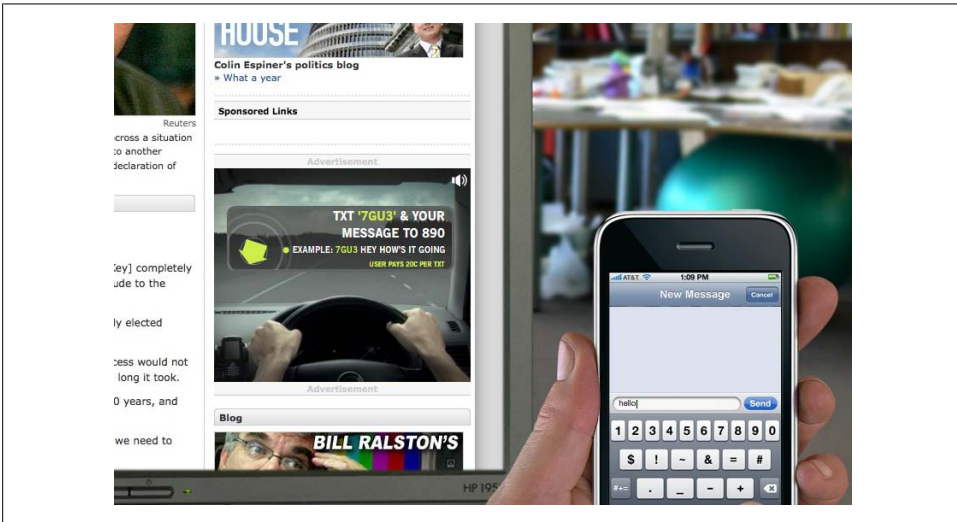 HOUSE
Colin Espiner's politics blog
» What a year
Reuters
cross a situation
to another
declaration of
Sponsored Links
Advertisement
TXT '7GU3' & YOUR
MESSAGE TO 890
EXAMPLE: 7GU3 HEY HOW'S IT GOING
USER PAYS 20C PER TXT
Key] completely
ude to the
ly elected
cess would not
long it took.
0 years, and
we need to
Advertisement
Blog
BILL RALSTON'S
HP 195
AT&T 1:09 PM
New Message Cancel
hello Send
1 2 3 4 5 6 7 8 9 0
$ ! ~ & = #
#+= . _ - +